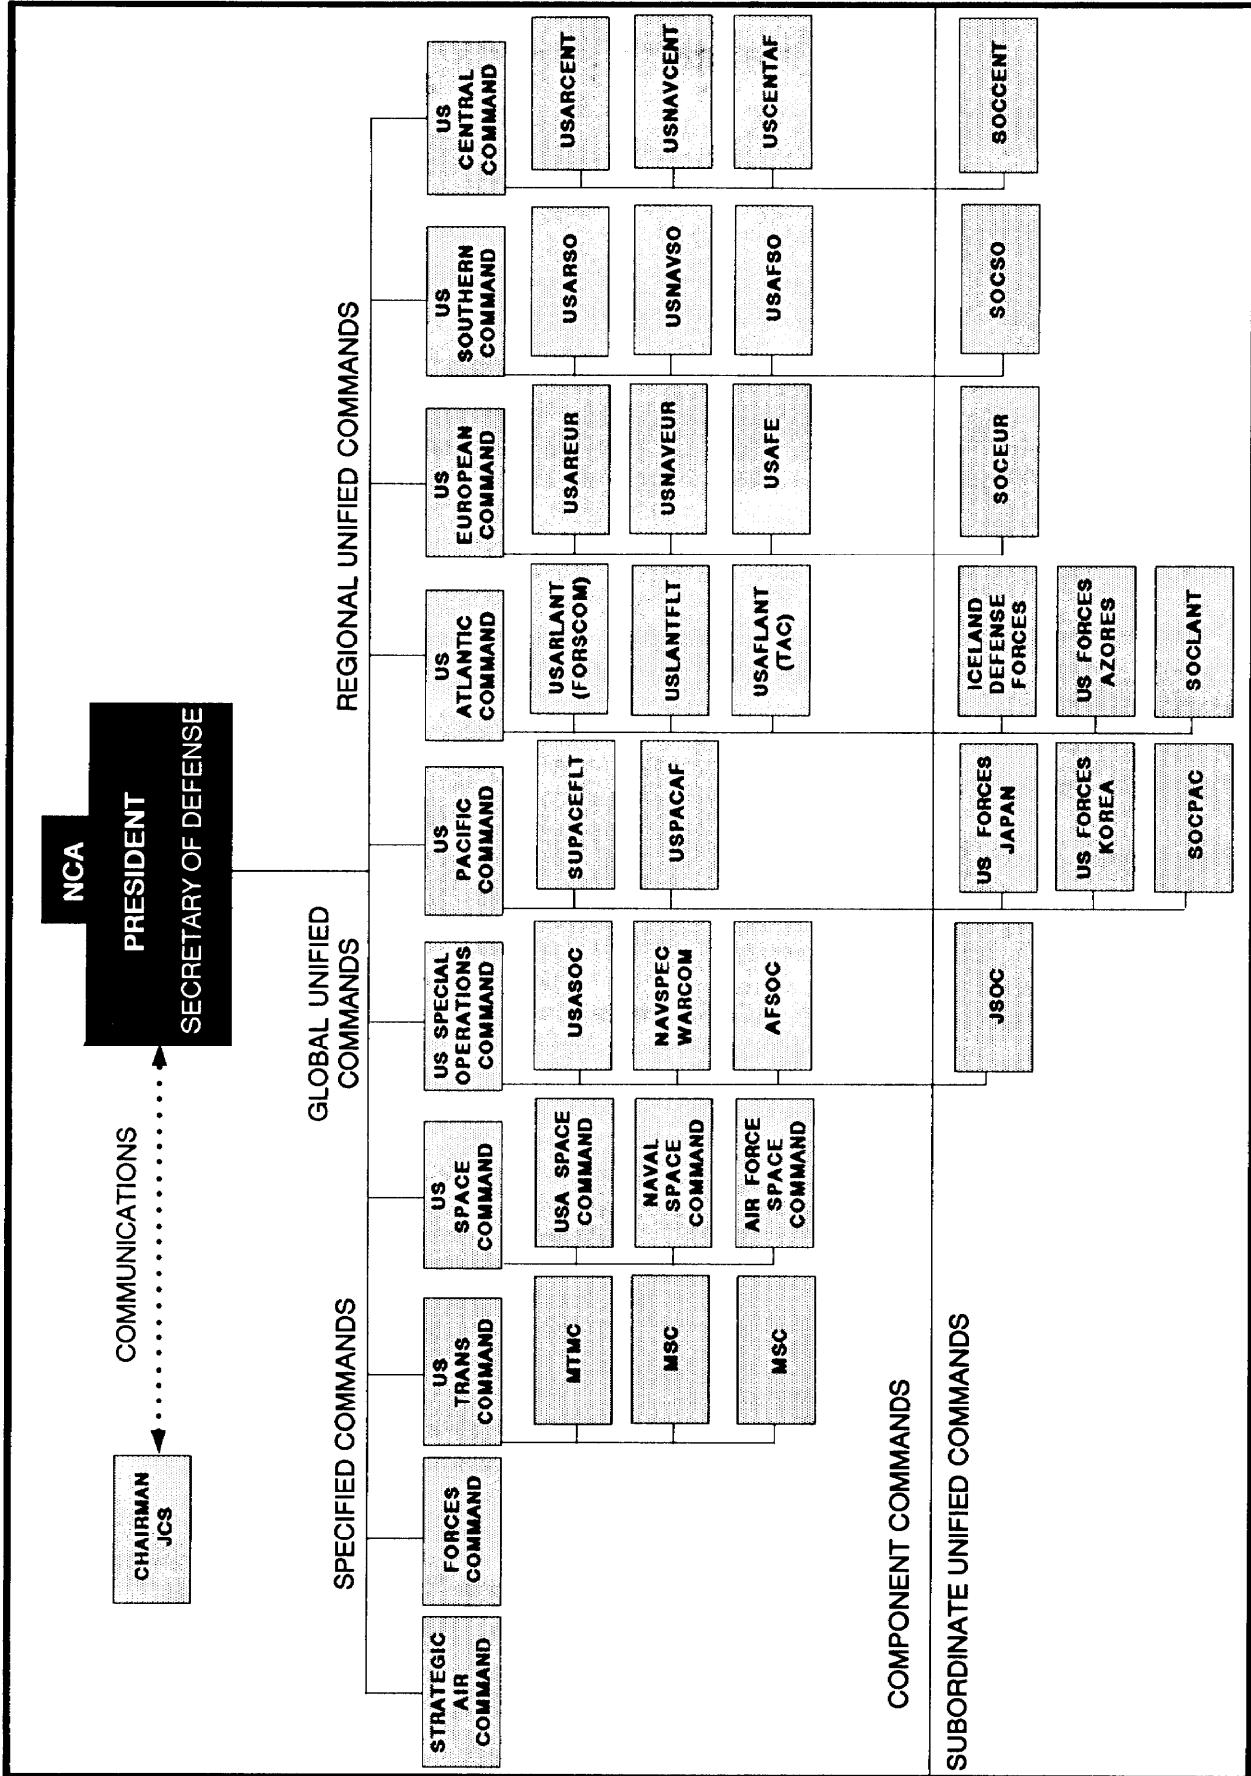 NCA
PRESIDENT
SECRETARY OF DEFENSE
COMMUNICATIONS
CHAIRMAN
JCS
SPECIFIED COMMANDS
GLOBAL UNIFIED
COMMANDS
REGIONAL UNIFIED COMMANDS
STRATEGIC
AIR
COMMAND
FORCES
COMMAND
US
TRANS
COMMAND
US
SPACE
COMMAND
US SPECIAL
OPERATIONS
COMMAND
US
PACIFIC
COMMAND
US
ATLANTIC
COMMAND
US
EUROPEAN
COMMAND
US
SOUTHERN
COMMAND
US
CENTRAL
COMMAND
MTMC
MSC
MSC
USA SPACE
COMMAND
NAVAL
SPACE
COMMAND
AIR FORCE
SPACE
COMMAND
USASOC
NAVSPEC
WARCOM
AFSOC
SUPACEFLT
USPACAF
USARLANT
(FORSCOM)
USLANTFLT
USAFLANT
(TAC)
USAREUR
USNAVEUR
USAFE
USARSO
USNAVSO
USAFSO
USARCENT
USNAVCENT
USCENTAF
COMPONENT COMMANDS
SUBORDINATE UNIFIED COMMANDS
JSOC
US FORCES
JAPAN
US FORCES
KOREA
SOCPAC
ICELAND
DEFENSE
FORCES
US FORCES
AZORES
SOCLANT
SOCEUR
SOCSO
SOCCENT